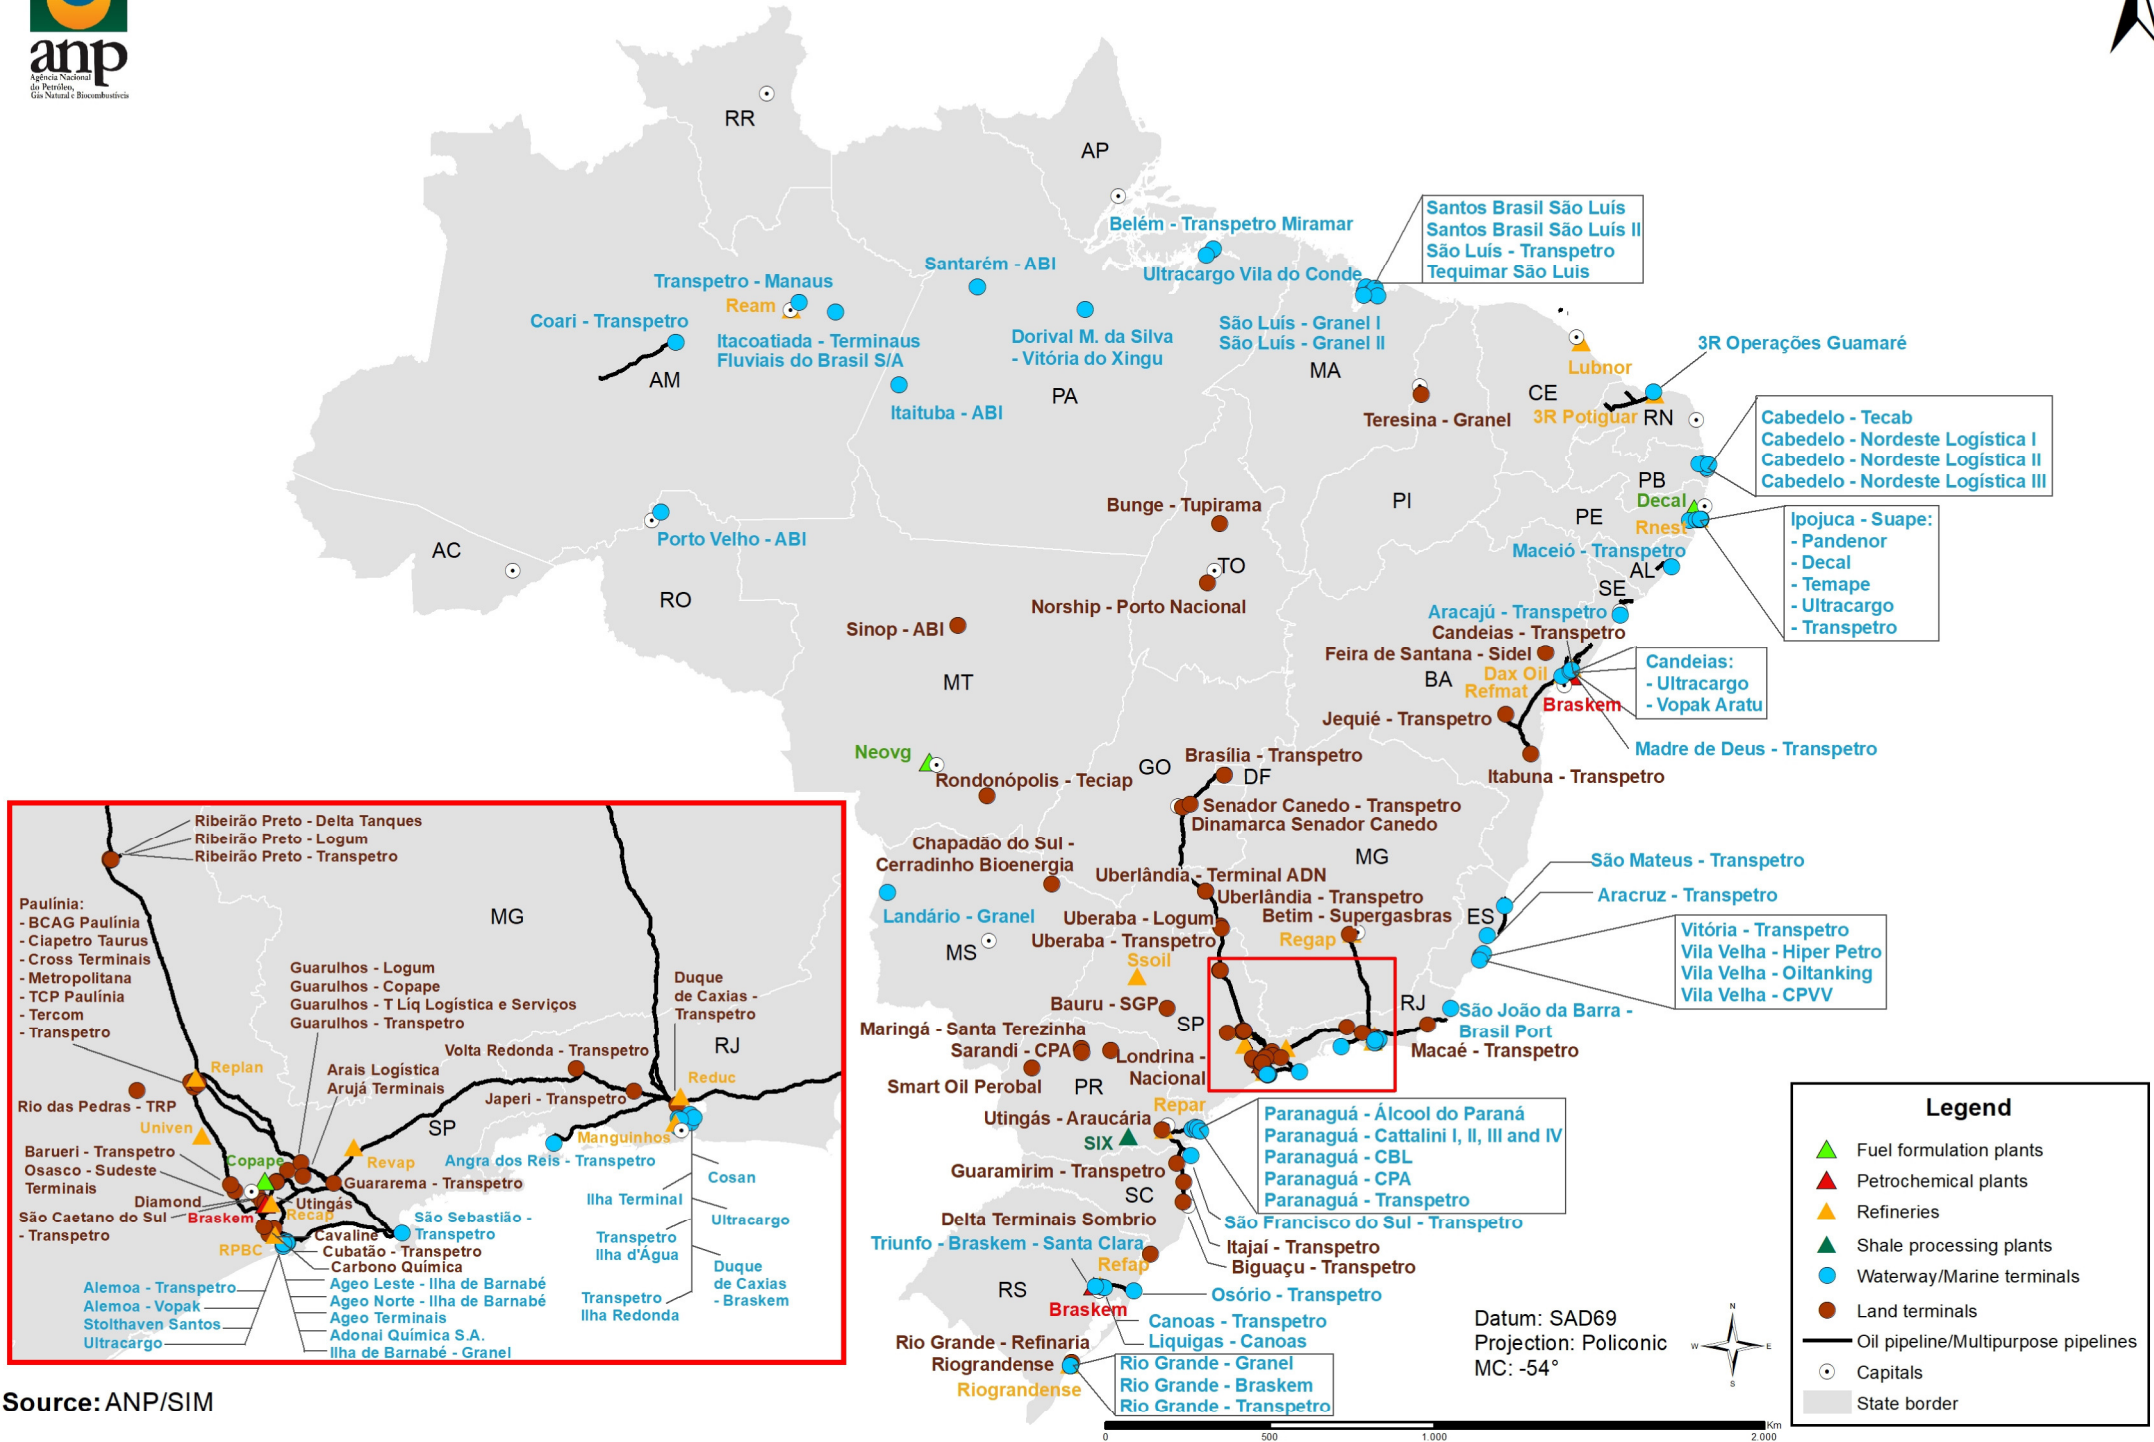 anp
Agência Nacional
do Petróleo,
Gás Natural e Biocombustíveis
RR
AP
Belém - Transpetro Miramar
Ultracargo Vila do Conde
Santos Brasil São Luís
Santos Brasil São Luís II
São Luís - Transpetro
Tequimar São Luis
Santarém - ABI
Transpetro - Manaus
Ream
Coari - Transpetro
Itacoatiada - Terminaus
Fluviais do Brasil S/A
AM
Dorival M. da Silva
- Vitória do Xingu
PA
Itaituba - ABI
São Luís - Granel I
São Luís - Granel II
MA
Teresina - Granel
Lubnor
CE
3R Operações Guamaré
3R Potiguar
RN
Cabedelo - Tecab
Cabedelo - Nordeste Logística I
Cabedelo - Nordeste Logística II
Cabedelo - Nordeste Logística III
PB
Decal
PE
Rnest
Ipojuca - Suape:
- Pandenor
- Decal
- Temape
- Ultracargo
- Transpetro
PI
Bunge - Tupirama
TO
Norship - Porto Nacional
Porto Velho - ABI
AC
RO
Maceió - Transpetro
AL
SE
Aracajú - Transpetro
Candeias - Transpetro
Feira de Santana - Sidel
Dax Oil
Refmat
BA
Braskem
Candeias:
- Ultracargo
- Vopak Aratu
Jequié - Transpetro
Madre de Deus - Transpetro
Itabuna - Transpetro
Sinop - ABI
MT
Neovg
Rondonópolis - Teciap
GO
Brasília - Transpetro
DF
Senador Canedo - Transpetro
Dinamarca Senador Canedo
Chapadão do Sul -
Cerradinho Bioenergia
MG
Uberlândia - Terminal ADN
Uberlândia - Transpetro
Landário - Granel
Uberaba - Logum
Betim - Supergasbras
Uberaba - Transpetro
Regap
MS
Ssoil
ES
São Mateus - Transpetro
Aracruz - Transpetro
Vitória - Transpetro
Vila Velha - Hiper Petro
Vila Velha - Oiltanking
Vila Velha - CPVV
Bauru - SGP
SP
RJ
São João da Barra -
Brasil Port
Macaé - Transpetro
Maringá - Santa Terezinha
Sarandi - CPA
Londrina -
Nacional
Smart Oil Perobal
PR
Utingás - Araucária
Repar
SIX
Paranaguá - Álcool do Paraná
Paranaguá - Cattalini I, II, III and IV
Paranaguá - CBL
Paranaguá - CPA
Paranaguá - Transpetro
Guaramirim - Transpetro
SC
São Francisco do Sul - Transpetro
Delta Terminais Sombrio
Itajaí - Transpetro
Biguaçu - Transpetro
Triunfo - Braskem - Santa Clara
Refap
RS
Braskem
Osório - Transpetro
Canoas - Transpetro
Liquigas - Canoas
Rio Grande - Refinaria
Riograndense
Riograndense
Rio Grande - Granel
Rio Grande - Braskem
Rio Grande - Transpetro
Ribeirão Preto - Delta Tanques
Ribeirão Preto - Logum
Ribeirão Preto - Transpetro
Paulínia:
- BCAG Paulínia
- Ciapetro Taurus
- Cross Terminais
- Metropolitana
- TCP Paulínia
- Tercom
- Transpetro
MG
Guarulhos - Logum
Guarulhos - Copape
Guarulhos - T Líq Logística e Serviços
Guarulhos - Transpetro
Duque
de Caxias -
Transpetro
RJ
Replan
Arais Logística
Arujá Terminais
Volta Redonda - Transpetro
Reduc
Rio das Pedras - TRP
Japeri - Transpetro
Univen
SP
Manguinhos
Barueri - Transpetro
Copape
Revap
Angra dos Reis - Transpetro
Osasco - Sudeste
Terminais
Guararema - Transpetro
Cosan
Diamond
Utingás
Ilha Terminal
São Caetano do Sul
- Transpetro
Braskem
Recap
São Sebastião -
Transpetro
Ultracargo
RPBC
Cavaline
Cubatão - Transpetro
Carbono Química
Transpetro
Ilha d'Água
Alemoa - Transpetro
Alemoa - Vopak
Stolthaven Santos
Ultracargo
Ageo Leste - Ilha de Barnabé
Ageo Norte - Ilha de Barnabé
Ageo Terminais
Adonai Química S.A.
Ilha de Barnabé - Granel
Duque
de Caxias
- Braskem
Transpetro
Ilha Redonda
Source: ANP/SIM
Datum: SAD69
Projection: Policonic
MC: -54°
N
W
E
S
Legend
Fuel formulation plants
Petrochemical plants
Refineries
Shale processing plants
Waterway/Marine terminals
Land terminals
Oil pipeline/Multipurpose pipelines
Capitals
State border
Km
0
500
1.000
2.000